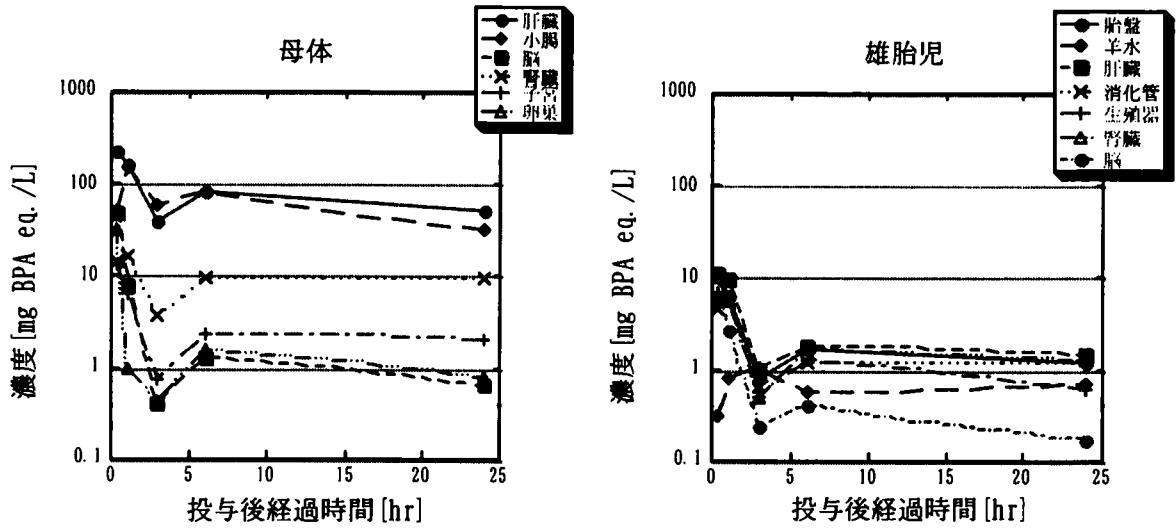 母体
肝臓
小腸
脳
腎臓
子宮
卵巣
1000
100
10
1
0.1
濃度[mg BPA eq./L]
0
5
10
15
20
25
投与後経過時間[hr]
雄胎児
胎盤
羊水
肝臓
消化管
生殖器
腎臓
脳
1000
100
10
1
0.1
濃度[mg BPA eq./L]
0
5
10
15
20
25
投与後経過時間[hr]